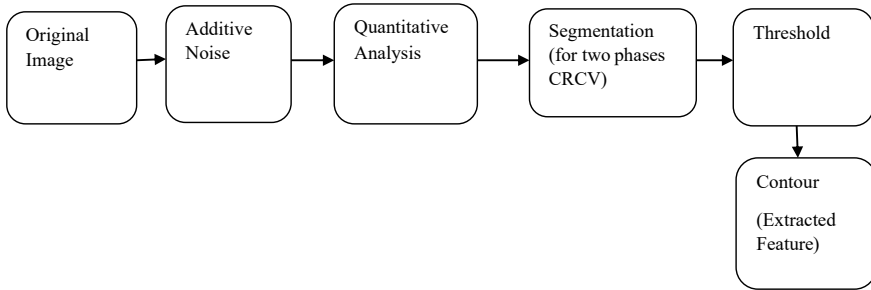 Original
Image
Additive
Noise
Quantitative
Analysis
Segmentation
(for two phases
CRCV)
Threshold
Contour
(Extracted
Feature)